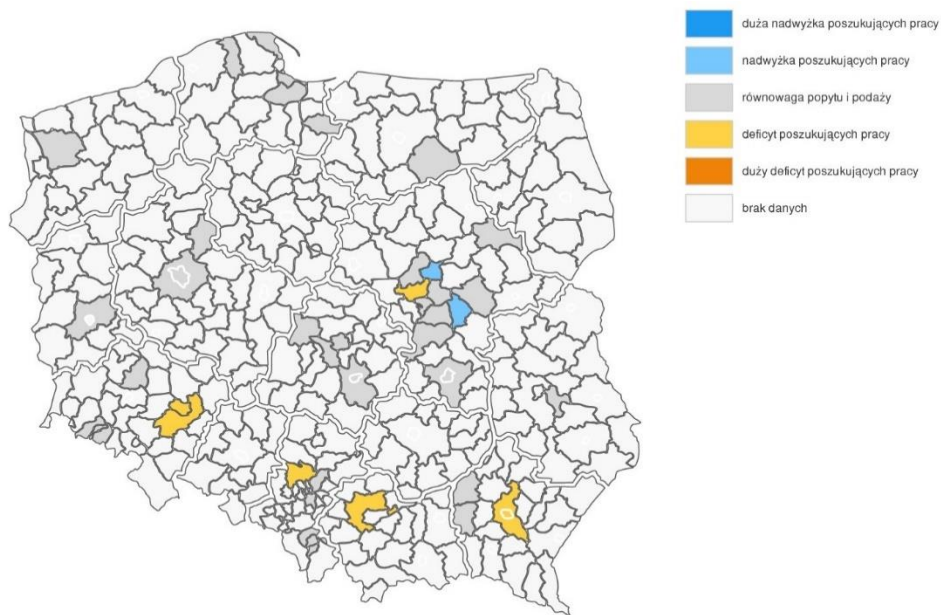 duża nadwyżka poszukujących pracy
nadwyżka poszukujących pracy
równowaga popytu i podaży
deficyt poszukujących pracy
duży deficyt poszukujących pracy
brak danych